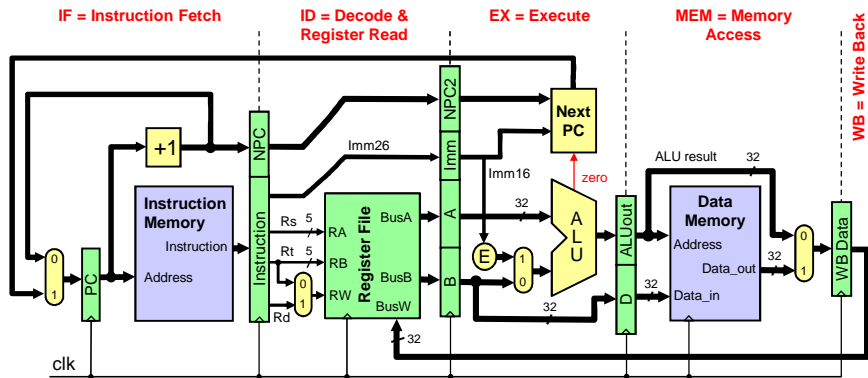 IF = Instruction Fetch
ID = Decode &
Register Read
EX = Execute
MEM = Memory
Access
WB = Write Back
+1
NPC
NPC2
Next
PC
Imm26
Imm
Imm16
zero
ALU result
32
Instruction
Memory
Instruction
Address
PC
0
1
Instruction
Rs
5
Rt
5
Rd
0
1
RA
RB
RW
Register File
BusA
BusB
BusW
A
B
32
E
1
0
A
L
U
ALUout
D
32
32
Data
Memory
Address
Data_out
Data_in
32
0
1
WB Data
32
clk